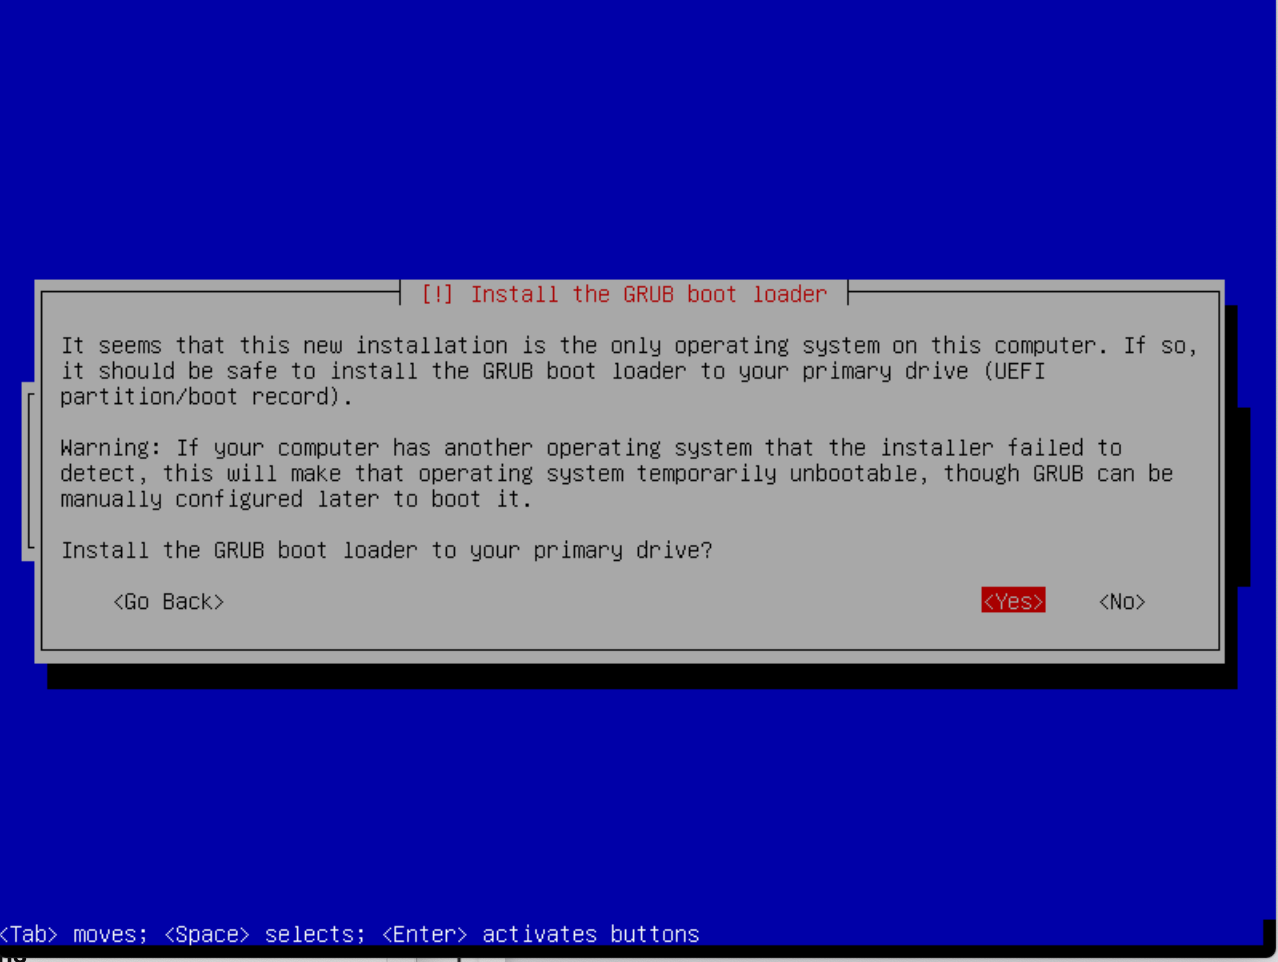 [!] Install the GRUB boot loader
It seems that this new installation is the only operating system on this computer. If so,
it should be safe to install the GRUB boot loader to your primary drive (UEFI
partition/boot record).
Warning: If your computer has another operating system that the installer failed to
detect, this will make that operating system temporarily unbootable, though GRUB can be
manually configured later to boot it.
Install the GRUB boot loader to your primary drive?
<Go Back> <Yes> <No>
<Tab> moves; <Space> selects; <Enter> activates buttons